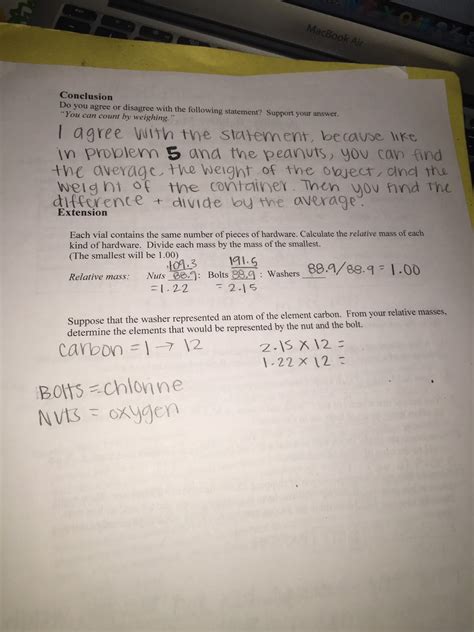 MacBook Air
Conclusion
Do you agree or disagree with the following statement? Support your answer.
"You can count by weighing."
I agree with the statement, because like
in problem 5 and the peanuts, you can find
the average, the weight of the object, and the
weight of the container. Then you find the
difference + divide by the average.
Extension
Each vial contains the same number of pieces of hardware. Calculate the relative mass of each
kind of hardware. Divide each mass by the mass of the smallest.
(The smallest will be 1.00)
109.3 191.5
Relative mass: Nuts 88.9: Bolts 88.9 : Washers 88.9/88.9 = 1.00
=1.22 = 2.15
Suppose that the washer represented an atom of the element carbon. From your relative masses,
determine the elements that would be represented by the nut and the bolt.
carbon = 1 → 12 2.15 x 12 =
1.22 x 12 =
Bolts = chlorine
Nuts = oxygen